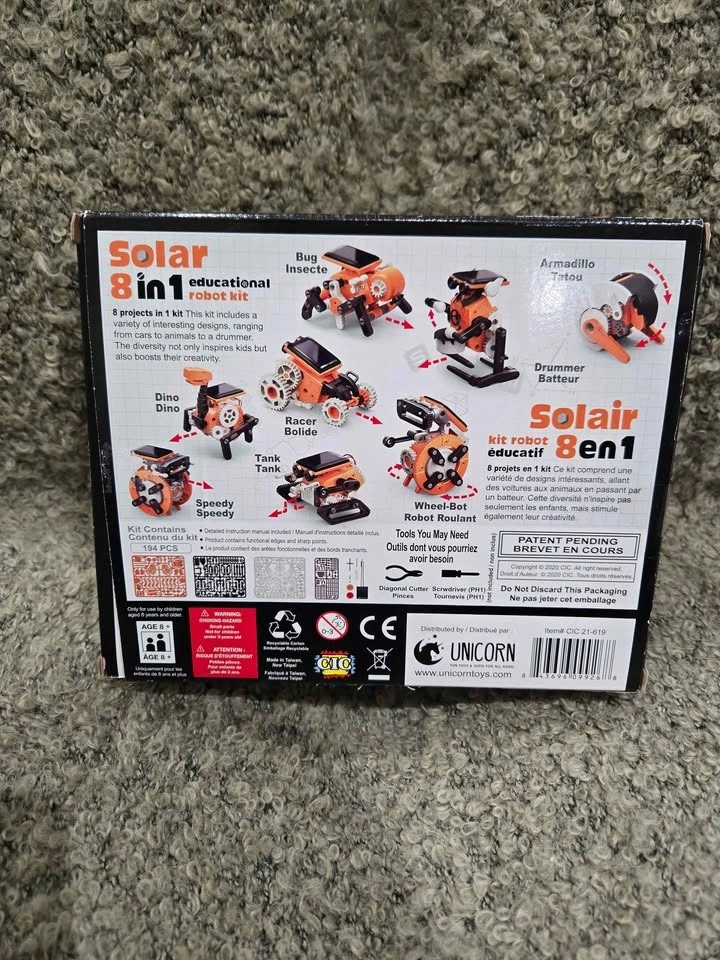 Solar
8 in 1 educational
robot kit
8 projects in 1 kit This kit includes a
variety of interesting designs, ranging
from cars to animals to a drummer.
The diversity not only inspires kids but
also boosts their creativity.
Bug
Insecte
Armadillo
Tatou
Drummer
Batteur
Dino
Dino
Racer
Bolide
Solair
kit robot
éducatif 8 en 1
8 projets en 1 kit Ce kit comprend une
variété de designs intéressants, allant
des voitures aux animaux en passant par
un batteur. Cette diversité n'inspire pas
seulement les enfants, mais stimule
également leur créativité.
Tank
Tank
Speedy
Speedy
Wheel-Bot
Robot Roulant
Kit Contains
Contenu du kit
194 PCS
• Detailed instruction manual included / Manuel d'instructions détaillé inclus.
• Product contains functional edges and sharp points.
• Le produit contient des arêtes fonctionnelles et des bords tranchants.
Tools You May Need
Outils dont vous pourriez
avoir besoin
Diagonal Cutter
Pinces
Scrwdriver (PH1)
Tournevis (PH1)
(not included / non inclus)
PATENT PENDING
BREVET EN COURS
Copyright © 2020 CIC. All right reserved.
Droit d'Auteur © 2020 CIC. Tous droits réservés.
Do Not Discard This Packaging
Ne pas jeter cet emballage
Only for use by children
aged 8 years and older.
AGE 8 +
ÂGE 8 +
Uniquement pour les
enfants de 8 ans et plus
WARNING:
CHOKING HAZARD
Small parts
Not for children
under 3 years old
ATTENTION :
RISQUE D'ÉTOUFFEMENT
Petites pièces.
Pour enfants de
plus de 3 ans.
Recyclable Carton
Emballage Recyclable
Made in Taiwan,
New Taipei
Fabriqué à Taiwan,
Nouveau Taipei
0-3
CE
CIC
Distributed by / Distribué par :
UNICORN
www.unicorntoys.com
Item# CIC 21-619
8 43696 09926 8